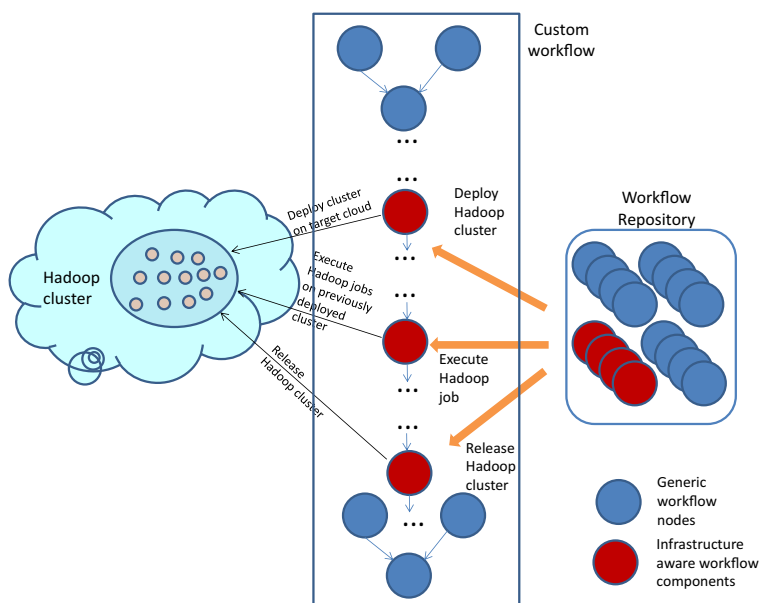 Custom
workflow
...
...
Deploy
Hadoop
cluster
Deploy cluster
on target cloud
Workflow
Repository
Hadoop
cluster
...
Execute
Hadoop jobs
on previously
deployed
cluster
...
Execute
Hadoop
job
Release
Hadoop cluster
...
...
Release
Hadoop
cluster
...
Generic
workflow
nodes
Infrastructure
aware workflow
components